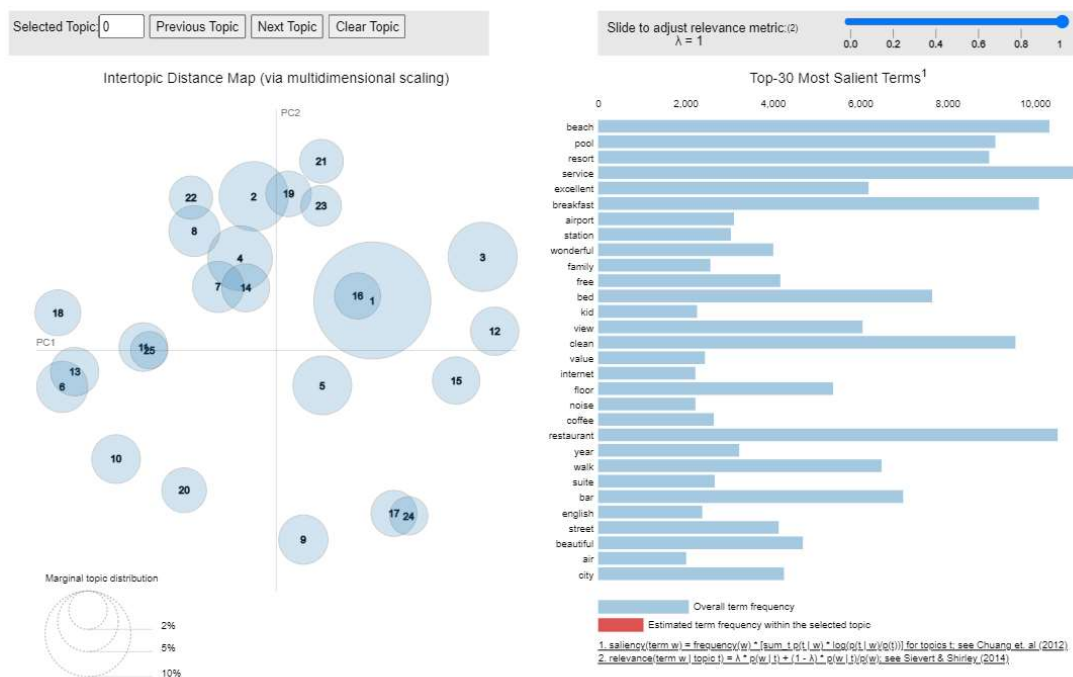 Selected Topic: 0 Previous Topic Next Topic Clear Topic
Slide to adjust relevance metric:(2)
λ = 1
0.0 0.2 0.4 0.6 0.8 1
Intertopic Distance Map (via multidimensional scaling)
PC2
PC1
21
22
2
19
23
8
4
3
7
14
16
1
18
12
11
25
13
6
5
15
10
20
17
24
9
Marginal topic distribution
2%
5%
10%
Top-30 Most Salient Terms1
0 2,000 4,000 6,000 8,000 10,000
beach
pool
resort
service
excellent
breakfast
airport
station
wonderful
family
free
bed
kid
view
clean
value
internet
floor
noise
coffee
restaurant
year
walk
suite
bar
english
street
beautiful
air
city
Overall term frequency
Estimated term frequency within the selected topic
1. saliency(term w) = frequency(w) * [sum_t p(t | w) * log(p(t | w)/p(t))] for topics t; see Chuang et. al (2012)
2. relevance(term w | topic t) = λ * p(w | t) + (1 - λ) * p(w | t)/p(w); see Sievert & Shirley (2014)